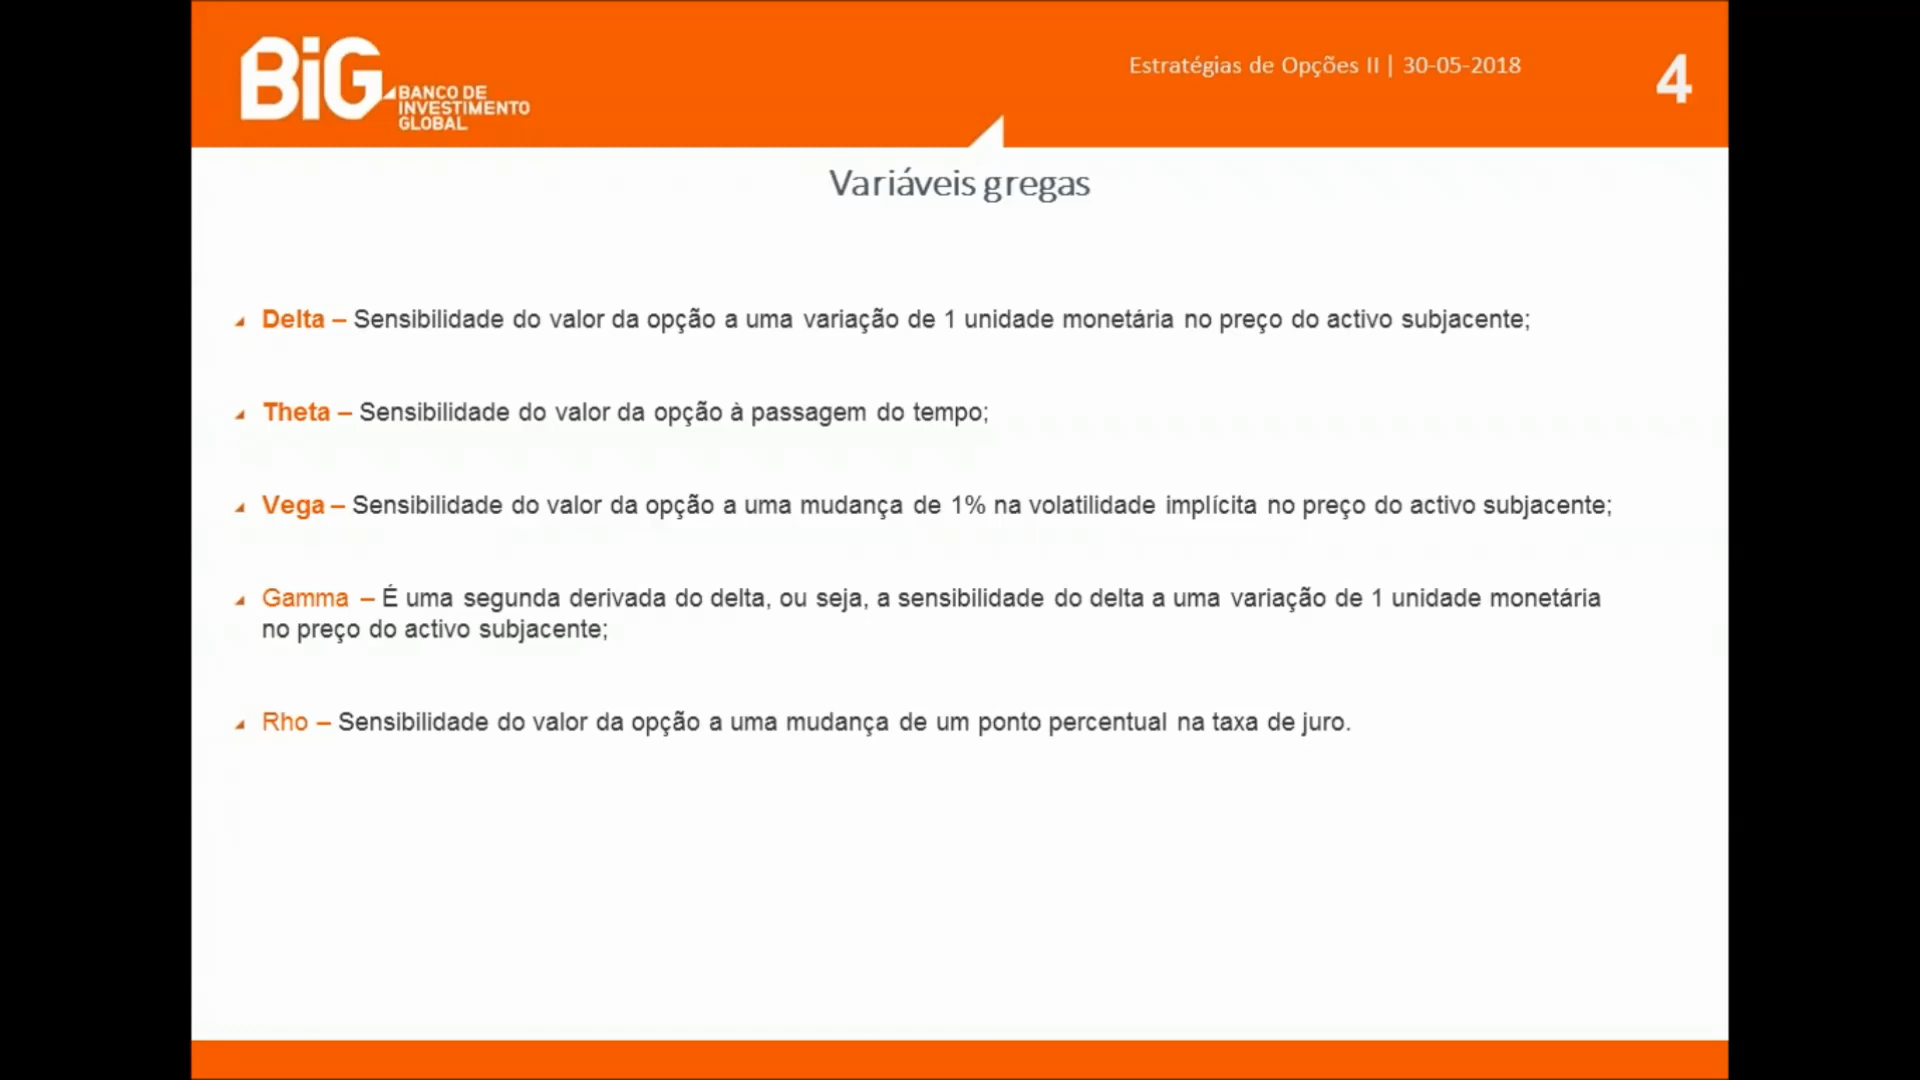 BiG
BANCO DE
INVESTIMENTO
GLOBAL
Estratégias de Opções II | 30-05-2018
4
Variáveis gregas
Delta – Sensibilidade do valor da opção a uma variação de 1 unidade monetária no preço do activo subjacente;
Theta – Sensibilidade do valor da opção à passagem do tempo;
Vega – Sensibilidade do valor da opção a uma mudança de 1% na volatilidade implícita no preço do activo subjacente;
Gamma – É uma segunda derivada do delta, ou seja, a sensibilidade do delta a uma variação de 1 unidade monetária
no preço do activo subjacente;
Rho – Sensibilidade do valor da opção a uma mudança de um ponto percentual na taxa de juro.